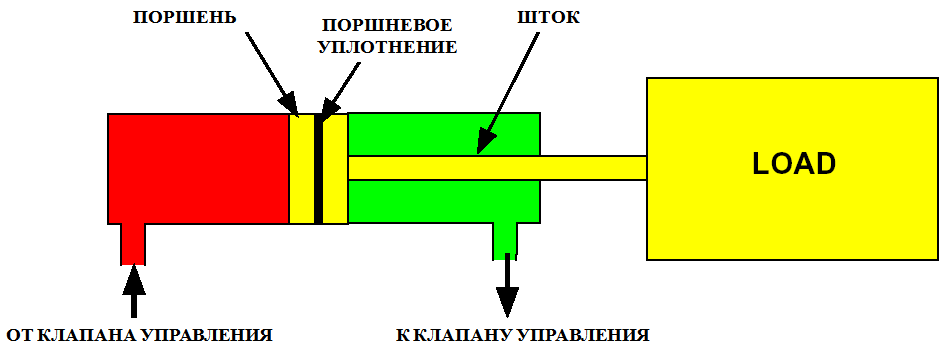 ПОРШЕНЬ
ПОРШНЕВОЕ
УПЛОТНЕНИЕ
ШТОК
LOAD
ОТ КЛАПАНА УПРАВЛЕНИЯ
К КЛАПАНУ УПРАВЛЕНИЯ